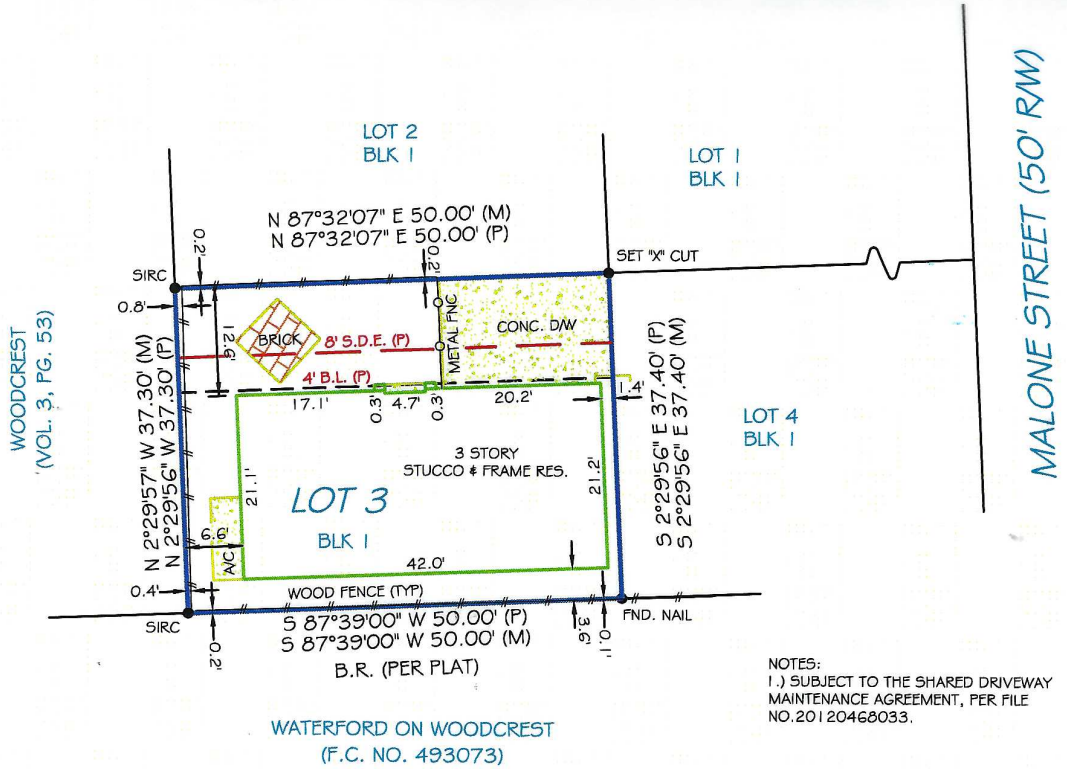 LOT 2
BLK 1
LOT 1
BLK 1
MALONE STREET (50' R/W)
N 87°32'07" E 50.00' (M)
N 87°32'07" E 50.00' (P)
0.2'
0.2'
SIRC
SET "X" CUT
0.8'
12.6'
BRICK
8' S.D.E. (P)
METAL FNC
CONC. D/W
4' B.L. (P)
17.1'
0.3'
4.7'
0.3'
20.2'
1.4'
WOODCREST
(VOL. 3, PG. 53)
N 2°29'57" W 37.30' (M)
N 2°29'56" W 37.30' (P)
S 2°29'56" E 37.40' (P)
S 2°29'56" E 37.40' (M)
LOT 4
BLK 1
3 STORY
STUCCO & FRAME RES.
21.1'
21.2'
LOT 3
BLK 1
6.6'
A/C
42.0'
0.4'
WOOD FENCE (TYP)
SIRC
FND. NAIL
0.2'
3.6'
0.1'
S 87°39'00" W 50.00' (P)
S 87°39'00" W 50.00' (M)
B.R. (PER PLAT)
NOTES:
1.) SUBJECT TO THE SHARED DRIVEWAY
MAINTENANCE AGREEMENT, PER FILE
NO.20120468033.
WATERFORD ON WOODCREST
(F.C. NO. 493073)